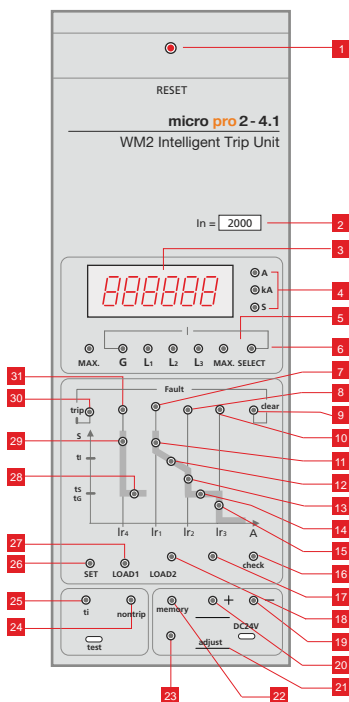 1
RESET
micro pro 2 - 4.1
WM2 Intelligent Trip Unit
In = 2000
2
3
888888
A
kA
S
4
I
5
6
MAX. G L1 L2 L3 MAX. SELECT
31
7
Fault
30
trip
clear
8
9
10
29
S
11
tI
12
28
13
tS
tG
14
Ir4 Ir1 Ir2 Ir3 A
15
27
check
16
26
SET LOAD1 LOAD2
17
25
memory + −
18
ti nontrip
DC24V
19
24
test
adjust
20
21
23
22